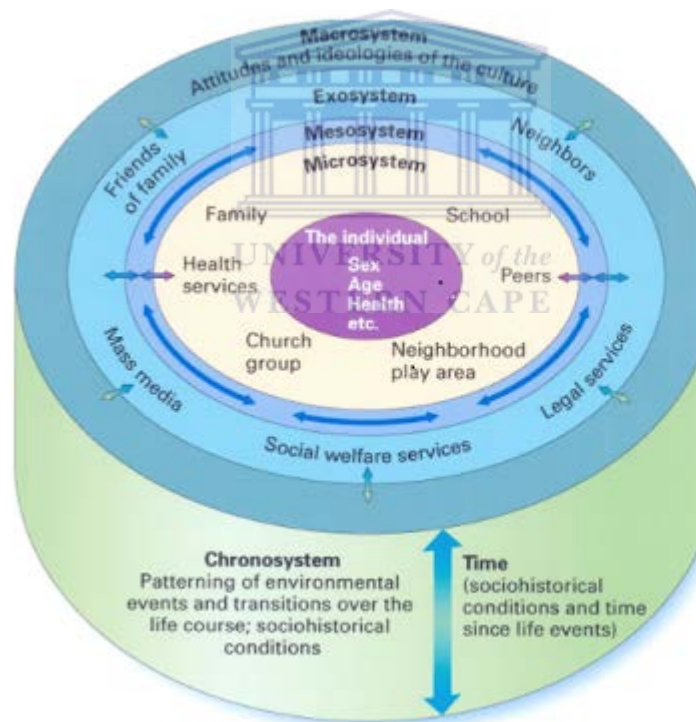 Macrosystem
Attitudes and ideologies of the culture
Exosystem
Mesosystem
Microsystem
Friends
of family
Neighbors
Family
School
The individual
Sex
Age
Health
etc.
Health
services
Peers
UNIVERSITY of the
WESTERN CAPE
Church
group
Neighborhood
play area
Mass media
Legal services
Social welfare services
Chronosystem
Patterning of environmental
events and transitions over the
life course; sociohistorical
conditions
Time
(sociohistorical
conditions and time
since life events)